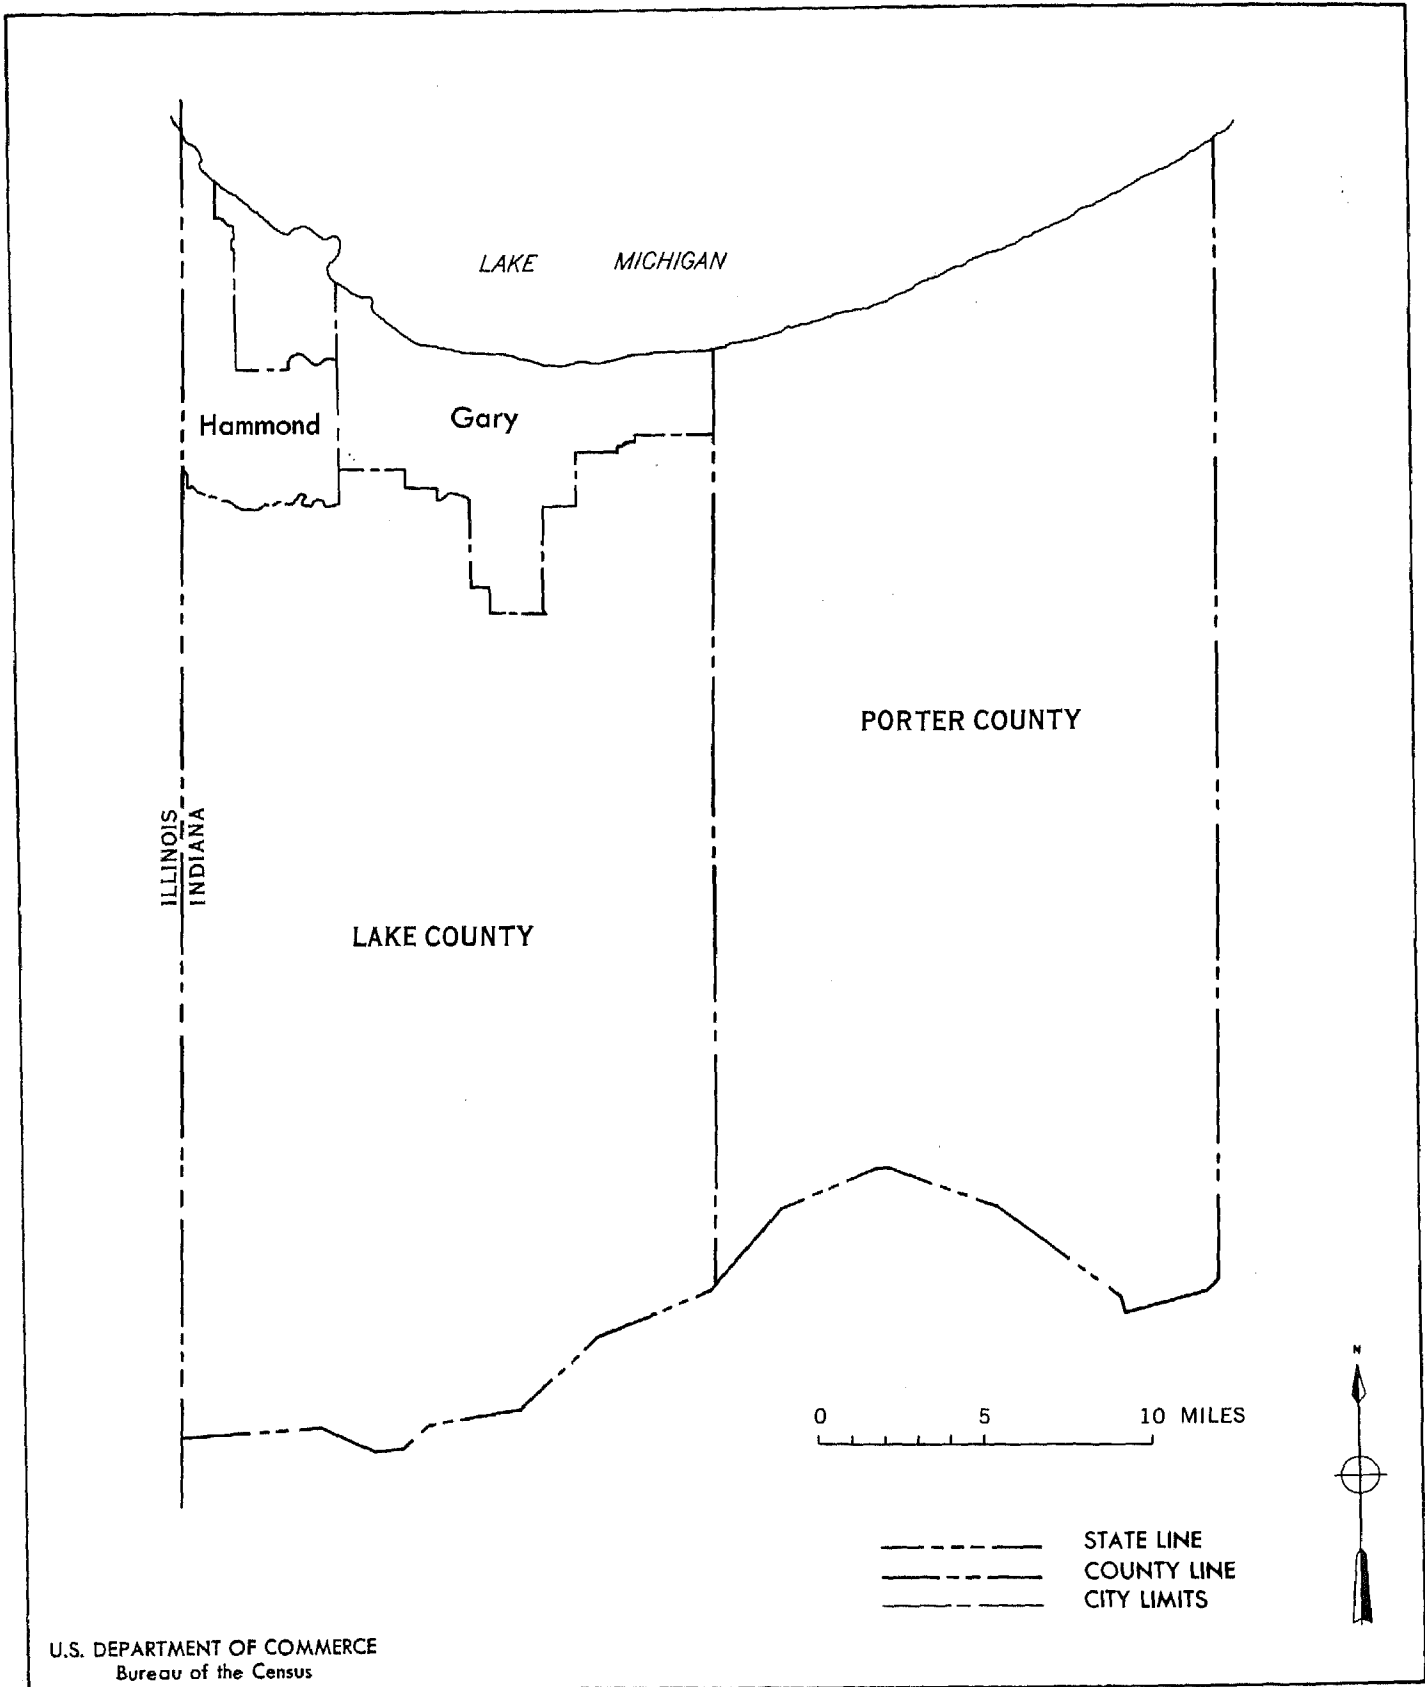 LAKE MICHIGAN
Hammond
Gary
PORTER COUNTY
ILLINOIS
INDIANA
LAKE COUNTY
N
0 5 10 MILES
STATE LINE
COUNTY LINE
CITY LIMITS
U.S. DEPARTMENT OF COMMERCE
Bureau of the Census